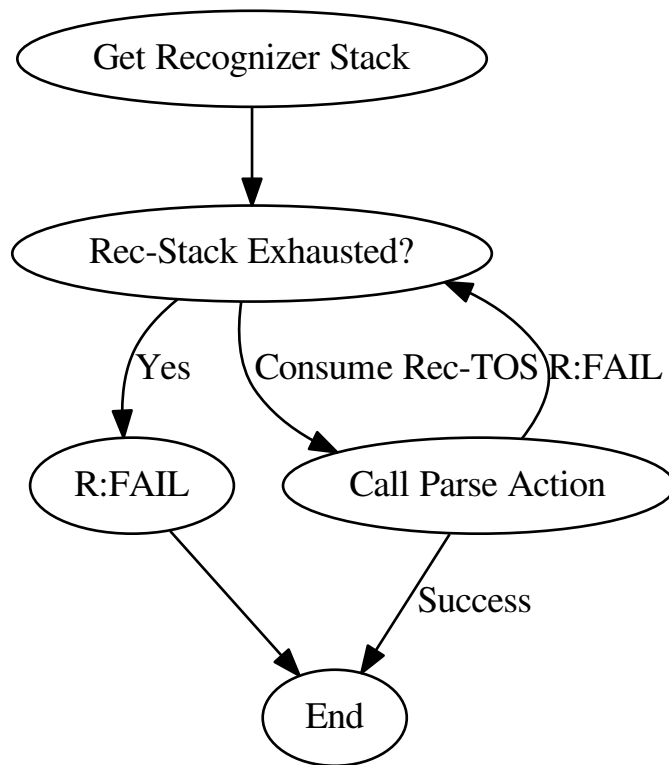 Get Recognizer Stack
Rec-Stack Exhausted?
Yes
Consume Rec-TOS
R:FAIL
R:FAIL
Call Parse Action
Success
End